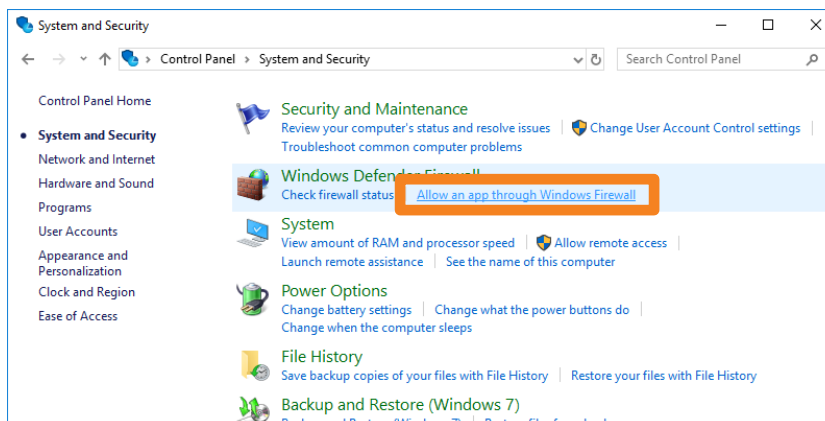 System and Security
Control Panel › System and Security
Search Control Panel
Control Panel Home
System and Security
Network and Internet
Hardware and Sound
Programs
User Accounts
Appearance and
Personalization
Clock and Region
Ease of Access
Security and Maintenance
Review your computer's status and resolve issues Change User Account Control settings
Troubleshoot common computer problems
Windows Defender Firewall
Check firewall status Allow an app through Windows Firewall
System
View amount of RAM and processor speed Allow remote access
Launch remote assistance See the name of this computer
Power Options
Change battery settings Change what the power buttons do
Change when the computer sleeps
File History
Save backup copies of your files with File History Restore your files with File History
Backup and Restore (Windows 7)